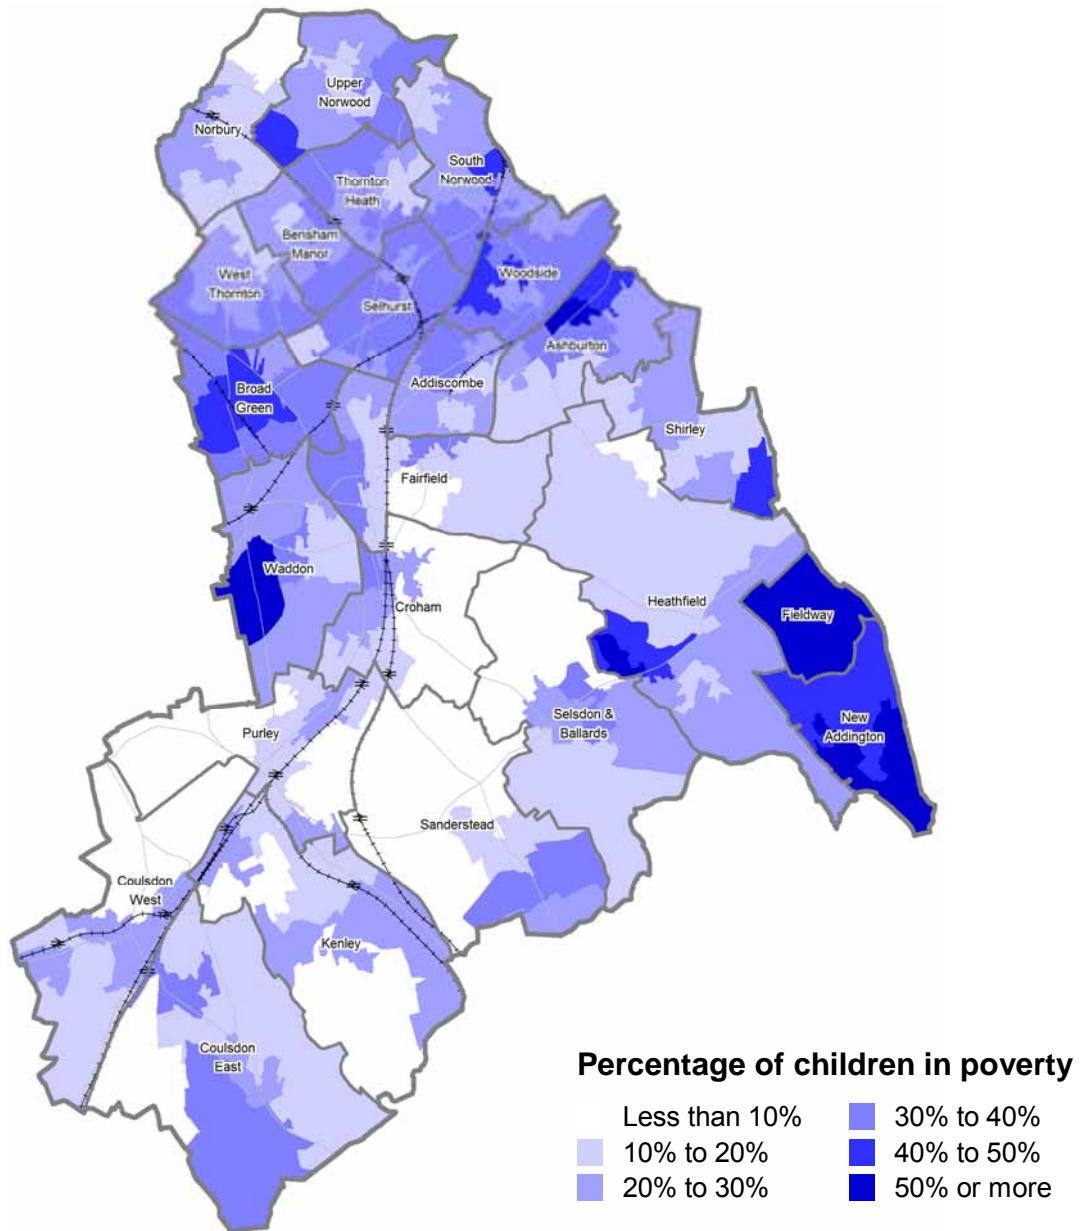 Upper
Norwood
Norbury
South
Norwood
Thornton
Heath
Bensham
Manor
West
Thornton
Woodside
Selhurst
Ashburton
Addiscombe
Broad
Green
Shirley
Fairfield
Waddon
Croham
Heathfield
Fieldway
Selsdon &
Ballards
New
Addington
Purley
Sanderstead
Coulsdon
West
Kenley
Coulsdon
East
Percentage of children in poverty
Less than 10%
10% to 20%
20% to 30%
30% to 40%
40% to 50%
50% or more